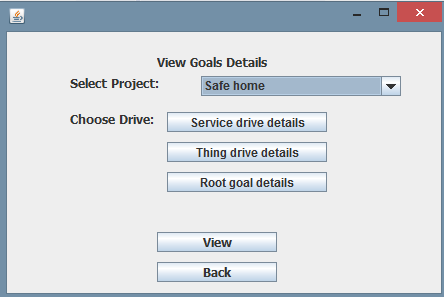 View Goals Details
Select Project: Safe home
Choose Drive: Service drive details
Thing drive details
Root goal details
View
Back